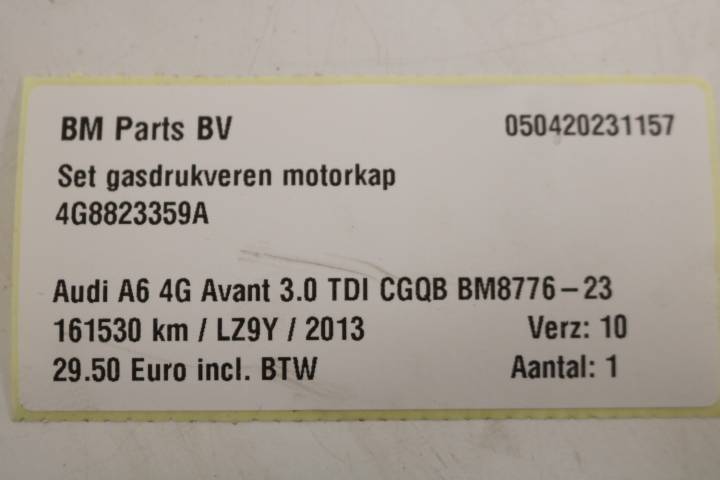 BM Parts BV 050420231157
Set gasdrukveren motorkap
4G8823359A
Audi A6 4G Avant 3.0 TDI CGQB BM8776-23
161530 km / LZ9Y / 2013 Verz: 10
29.50 Euro incl. BTW Aantal: 1